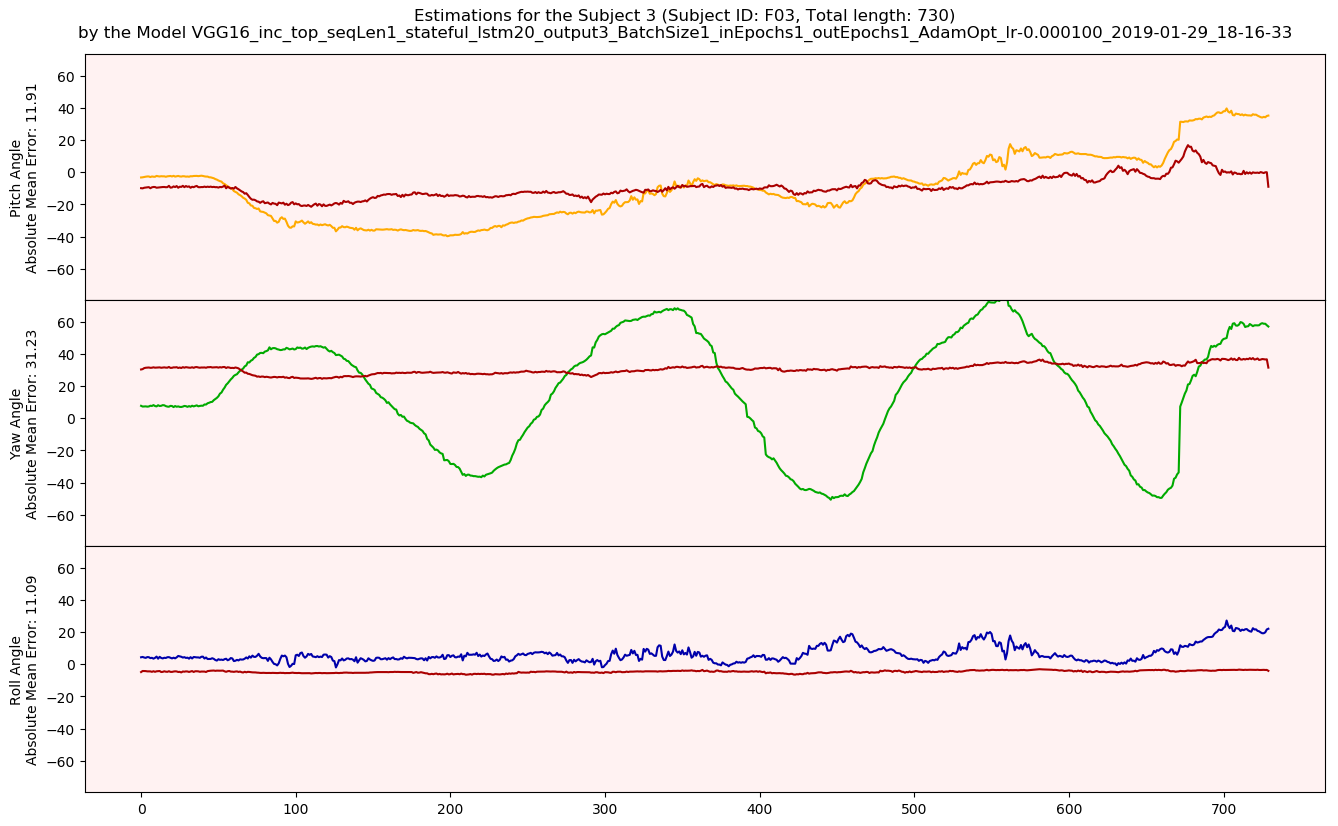 Estimations for the Subject 3 (Subject ID: F03, Total length: 730)
by the Model VGG16_inc_top_seqLen1_stateful_lstm20_output3_BatchSize1_inEpochs1_outEpochs1_AdamOpt_lr-0.000100_2019-01-29_18-16-33
Pitch Angle
Absolute Mean Error: 11.91
60
40
20
0
−20
−40
−60
Yaw Angle
Absolute Mean Error: 31.23
60
40
20
0
−20
−40
−60
Roll Angle
Absolute Mean Error: 11.09
60
40
20
0
−20
−40
−60
0 100 200 300 400 500 600 700